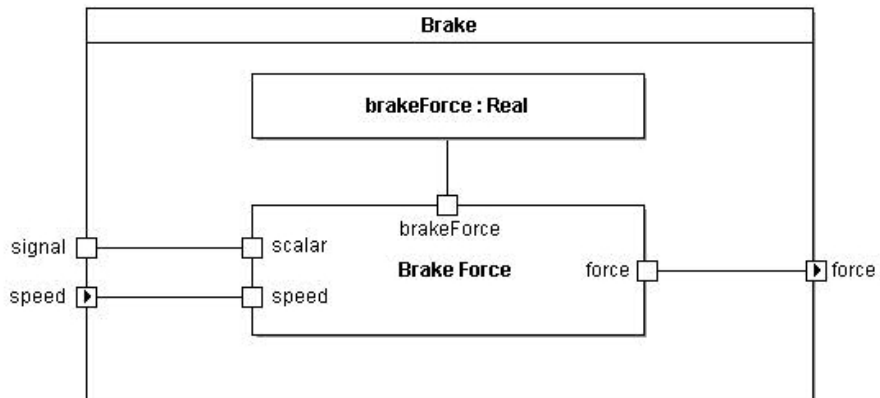 Brake
brakeForce : Real
brakeForce
signal
scalar
Brake Force
force
force
speed
speed